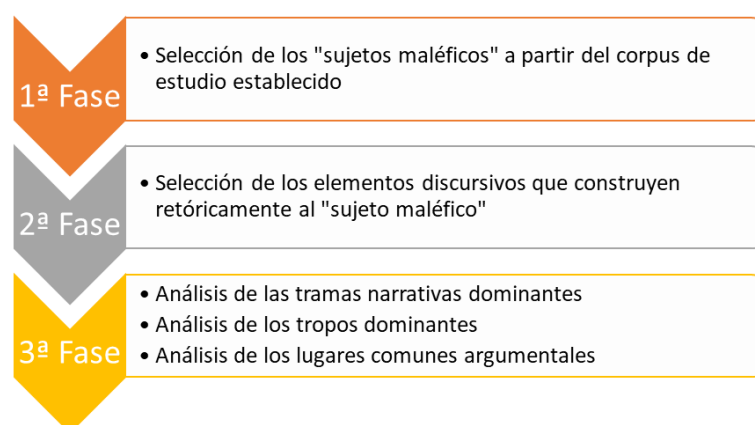 1ª Fase
• Selección de los "sujetos maléficos" a partir del corpus de
estudio establecido
2ª Fase
• Selección de los elementos discursivos que construyen
retóricamente al "sujeto maléfico"
3ª Fase
• Análisis de las tramas narrativas dominantes
• Análisis de los tropos dominantes
• Análisis de los lugares comunes argumentales